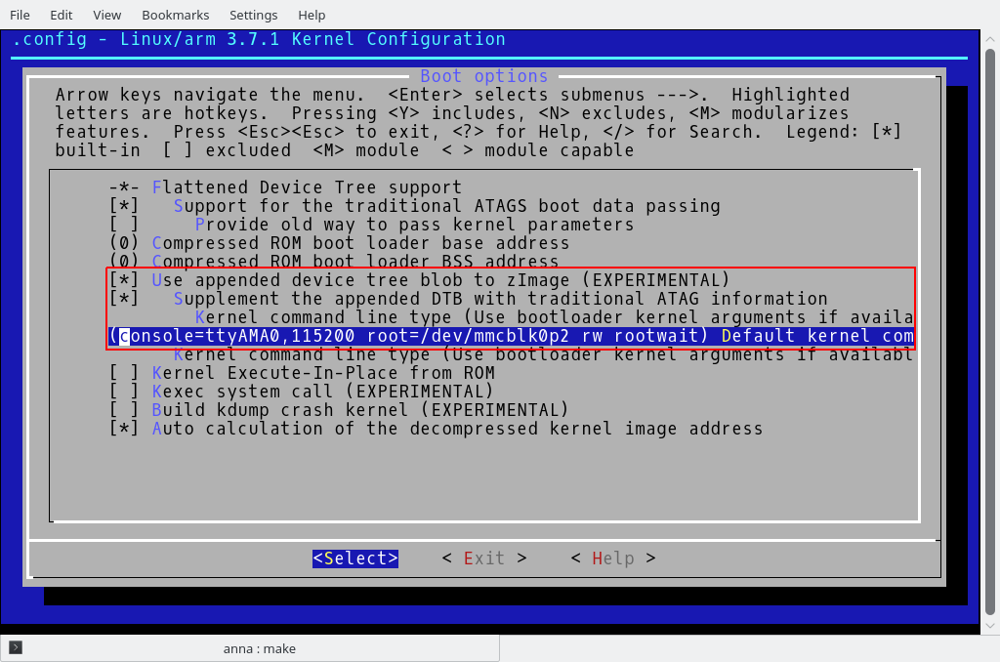 File Edit View Bookmarks Settings Help
.config - Linux/arm 3.7.1 Kernel Configuration
Boot options
Arrow keys navigate the menu.  <Enter> selects submenus --->.  Highlighted
letters are hotkeys.  Pressing <Y> includes, <N> excludes, <M> modularizes
features.  Press <Esc><Esc> to exit, <?> for Help, </> for Search.  Legend: [*]
built-in  [ ] excluded  <M> module  < > module capable
-*- Flattened Device Tree support
[*]   Support for the traditional ATAGS boot data passing
[ ]     Provide old way to pass kernel parameters
(0) Compressed ROM boot loader base address
(0) Compressed ROM boot loader BSS address
[*] Use appended device tree blob to zImage (EXPERIMENTAL)
[*]   Supplement the appended DTB with traditional ATAG information
Kernel command line type (Use bootloader kernel arguments if availa
(console=ttyAMA0,115200 root=/dev/mmcblk0p2 rw rootwait) Default kernel com
Kernel command line type (Use bootloader kernel arguments if availabl
[ ] Kernel Execute-In-Place from ROM
[ ] Kexec system call (EXPERIMENTAL)
[ ] Build kdump crash kernel (EXPERIMENTAL)
[*] Auto calculation of the decompressed kernel image address
<Select>    < Exit >    < Help >
anna : make